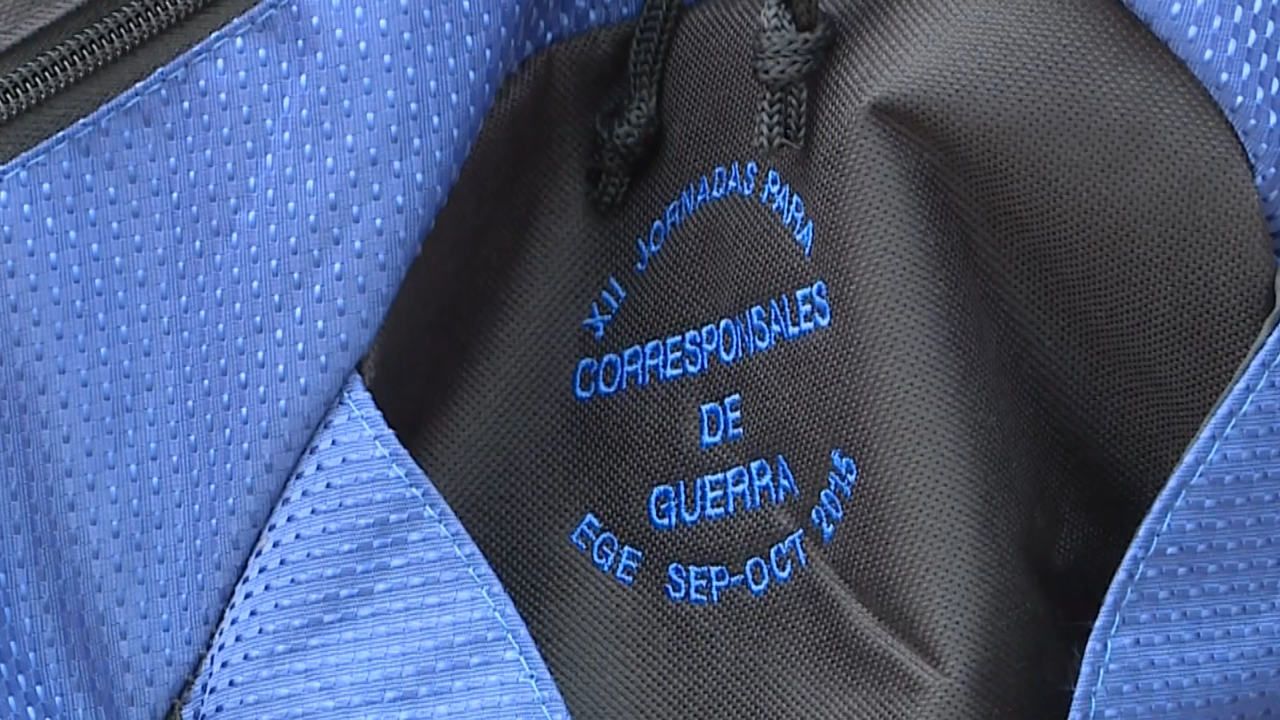 XII JORNADAS PARA
CORRESPONSALES
DE
GUERRA
EGE SEP-OCT 2015